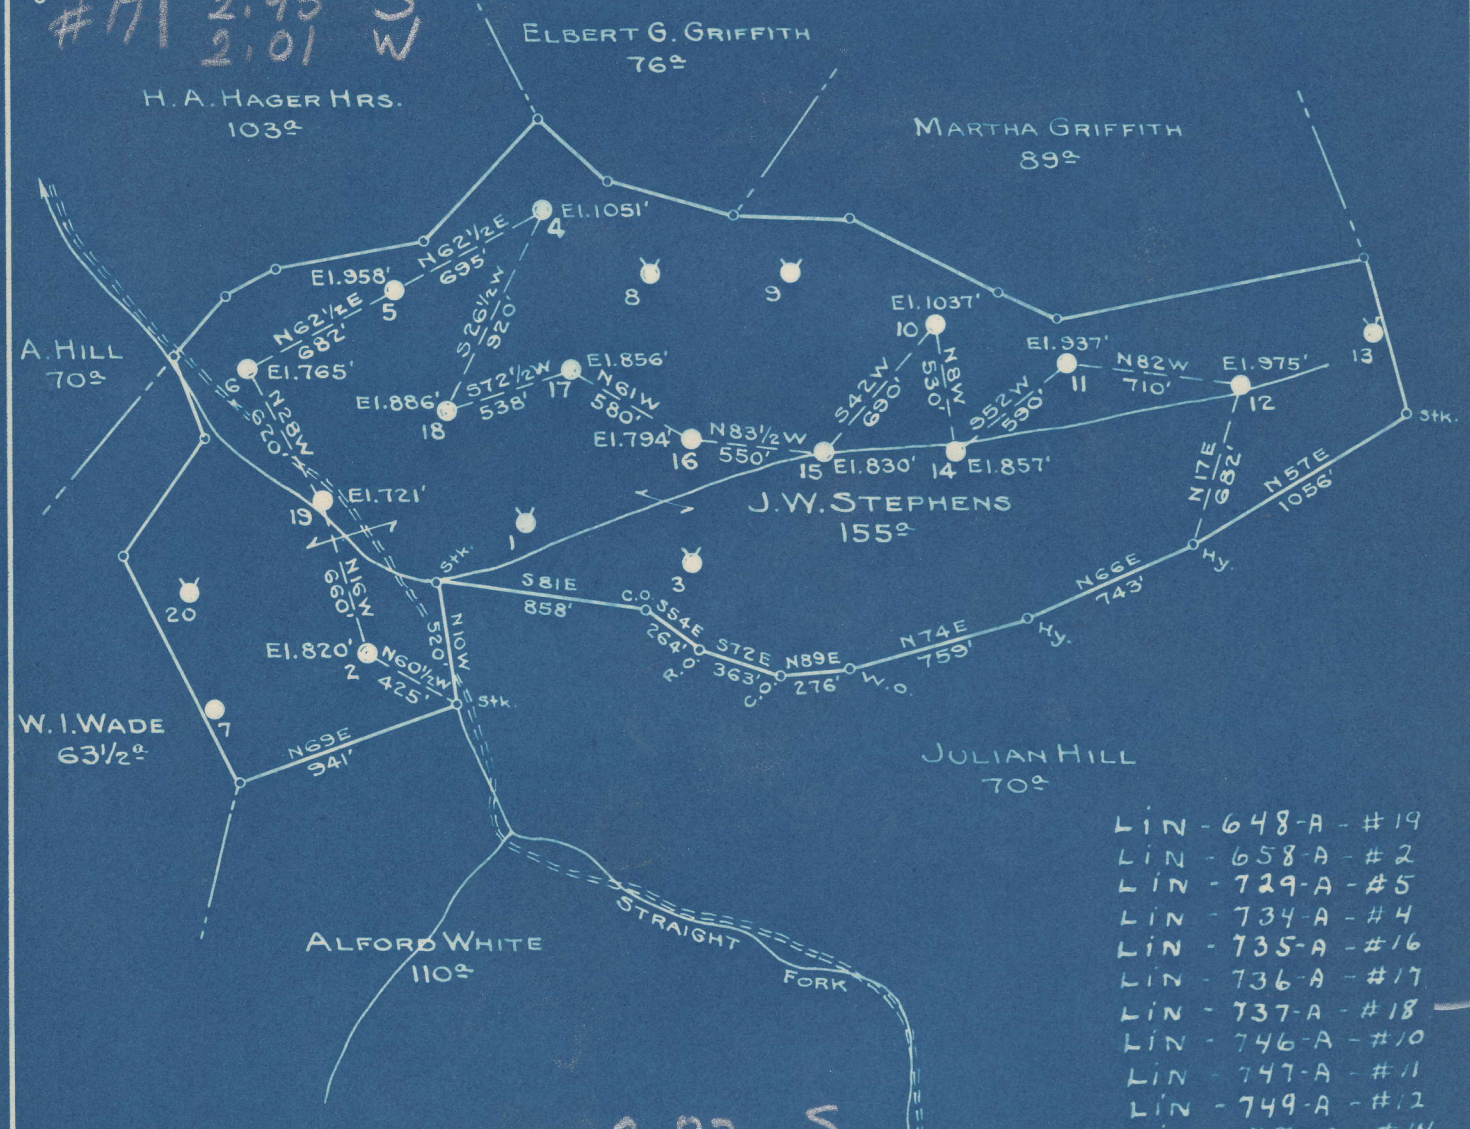 #171 2.95 S
2.01 W
ELBERT G. GRIFFITH
76a
H. A. HAGER HRS.
103a
MARTHA GRIFFITH
89a
El. 1051'
4
N62½E
695'
El. 958'
5
S26½W
920'
8
9
N62½E
682'
El. 1037'
10
El. 937'
11
N82W
710'
El. 975'
12
13
A. HILL
70a
6
El. 765'
El. 856'
17
S72½W
538'
El. 886'
18
N61W
580'
S42W
690'
N8W
530'
S52W
590'
Stk.
N28W
620'
El. 794'
16
N83½W
550'
15
El. 830'
14
El. 857'
N17E
682'
N57E
1056'
El. 721'
19
J. W. STEPHENS
155a
1
Stk.
3
Hy.
N16W
660'
S81E
858'
C.O.
N66E
743'
20
N10W
520'
S54E
264'
R.O.
S72E
363'
C.O.
N89E
276'
W.O.
N74E
759'
Hy.
El. 820'
2
N60½W
425'
Stk.
7
W. I. WADE
63½a
N69E
941'
JULIAN HILL
70a
LIN - 648-A - #19
LIN - 658-A - #2
LIN - 729-A - #5
LIN - 734-A - #4
LIN - 735-A - #16
LIN - 736-A - #17
LIN - 737-A - #18
LIN - 746-A - #10
LIN - 747-A - #11
LIN - 749-A - #12
STRAIGHT
FORK
ALFORD WHITE
110a